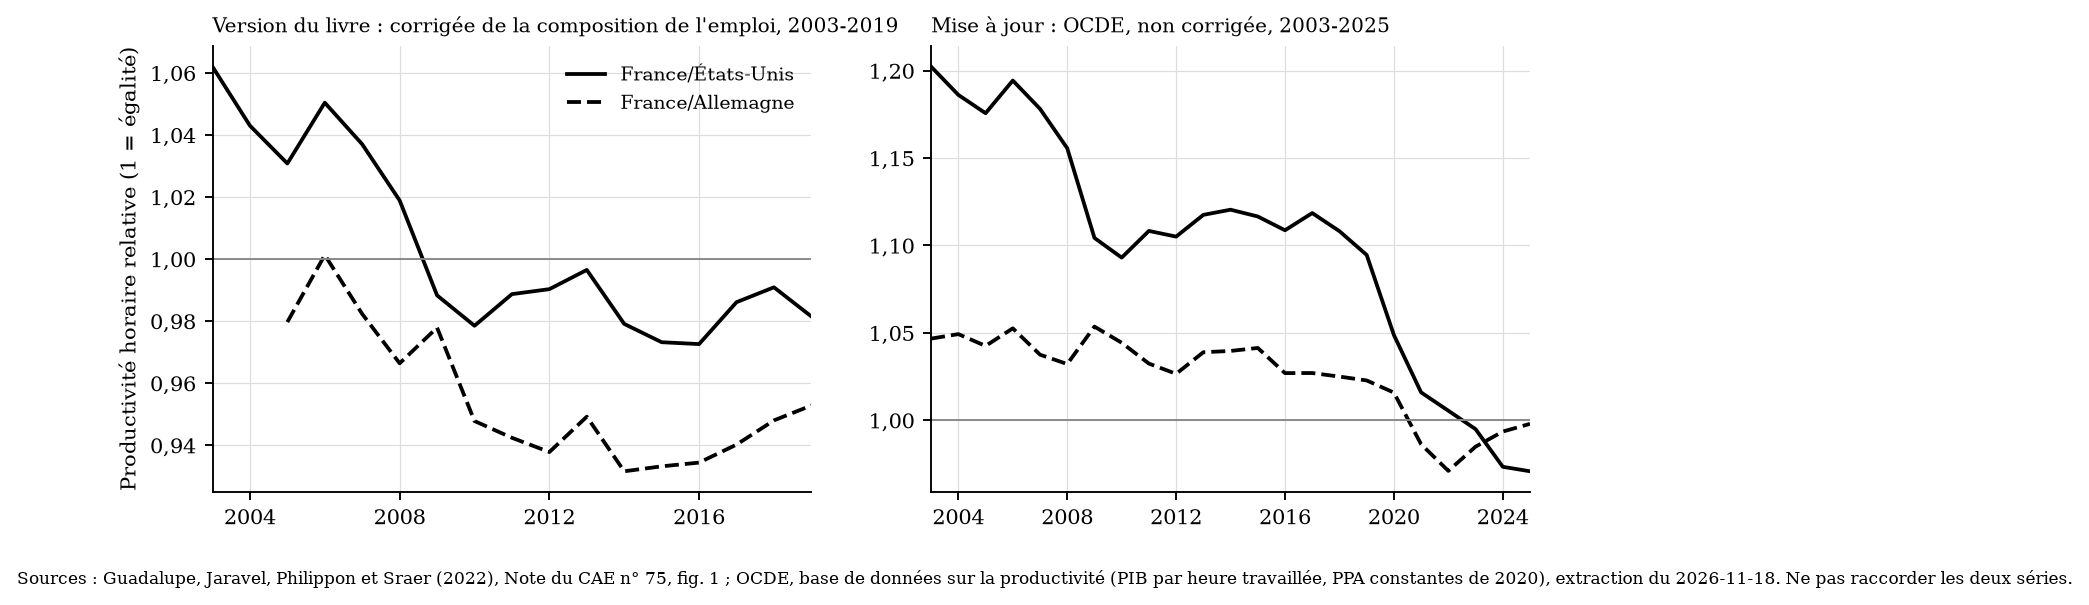 Version du livre : corrigée de la composition de l'emploi, 2003-2019
Productivité horaire relative (1 = égalité)
1,06
1,04
1,02
1,00
0,98
0,96
0,94
France/États-Unis
France/Allemagne
2004 2008 2012 2016
Mise à jour : OCDE, non corrigée, 2003-2025
1,20
1,15
1,10
1,05
1,00
2004 2008 2012 2016 2020 2024
Sources : Guadalupe, Jaravel, Philippon et Sraer (2022), Note du CAE n° 75, fig. 1 ; OCDE, base de données sur la productivité (PIB par heure travaillée, PPA constantes de 2020), extraction du 2026-11-18. Ne pas raccorder les deux séries.